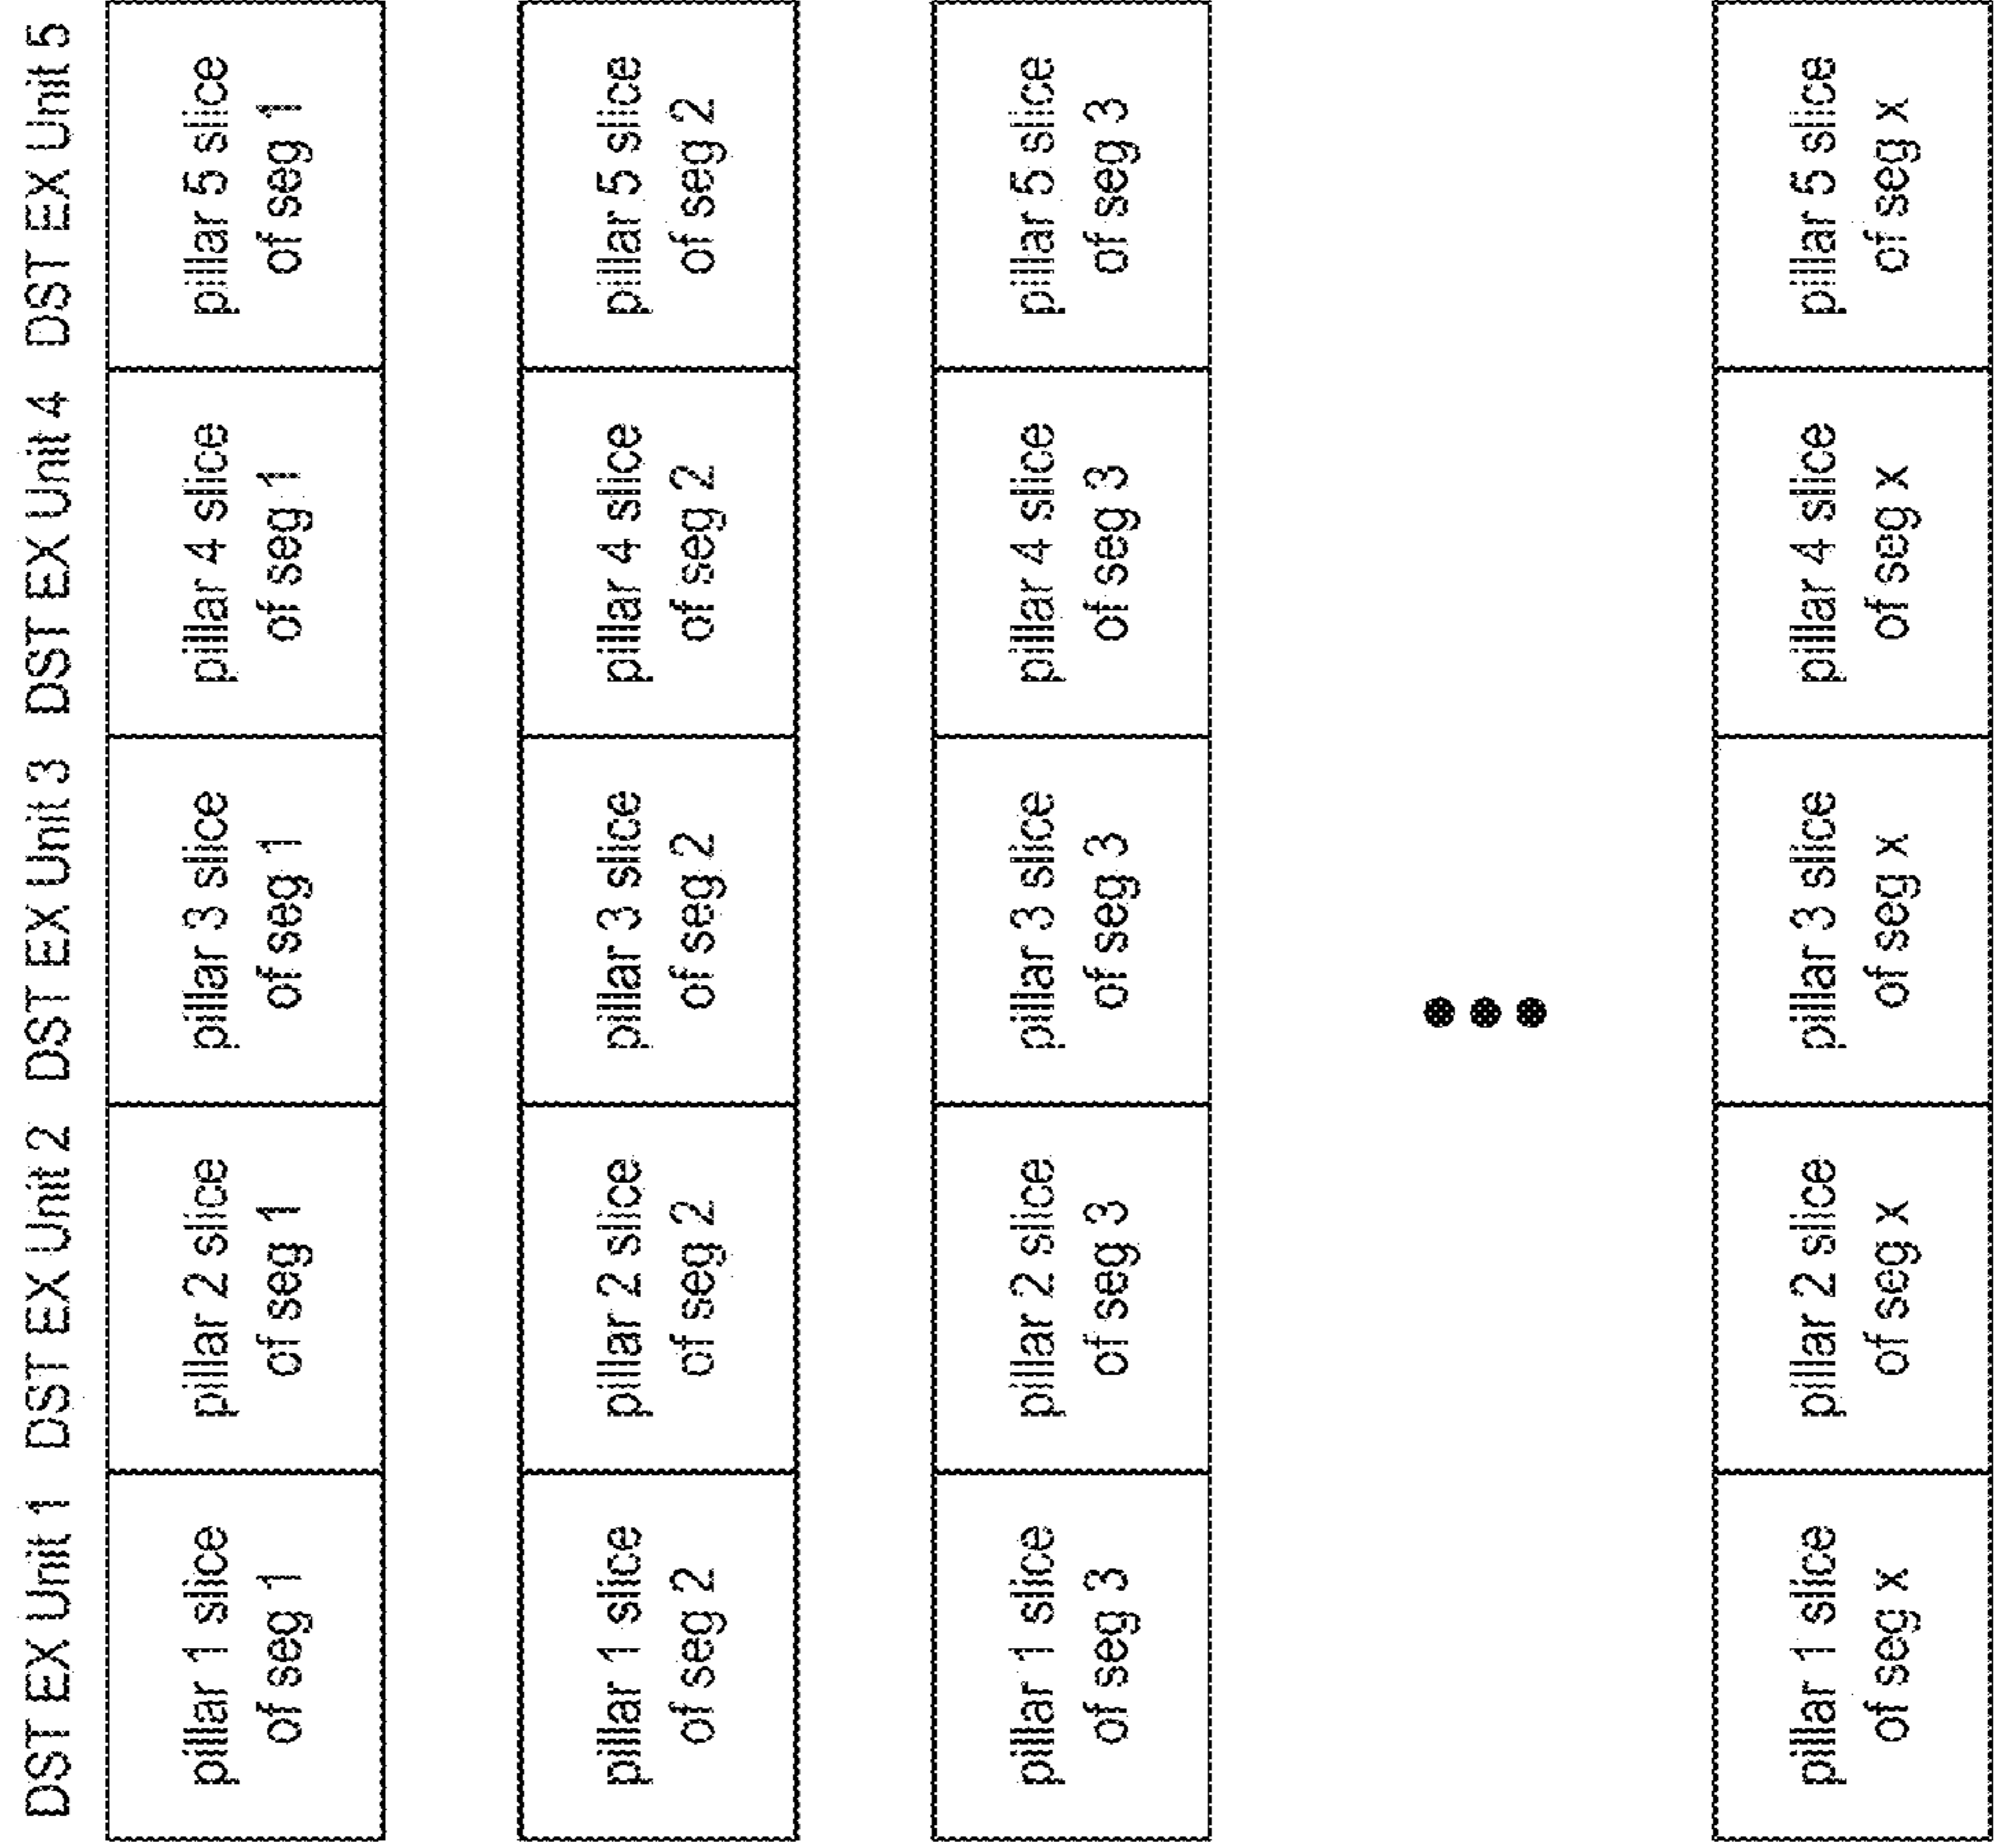 DST EX Unit 1 DST EX Unit 2 DST EX Unit 3 DST EX Unit 4 DST EX Unit 5
pillar 1 slice
of seg 1
pillar 2 slice
of seg 1
pillar 3 slice
of seg 1
pillar 4 slice
of seg 1
pillar 5 slice
of seg 1
pillar 1 slice
of seg 2
pillar 2 slice
of seg 2
pillar 3 slice
of seg 2
pillar 4 slice
of seg 2
pillar 5 slice
of seg 2
pillar 1 slice
of seg 3
pillar 2 slice
of seg 3
pillar 3 slice
of seg 3
pillar 4 slice
of seg 3
pillar 5 slice
of seg 3
pillar 1 slice
of seg x
pillar 2 slice
of seg x
pillar 3 slice
of seg x
pillar 4 slice
of seg x
pillar 5 slice
of seg x